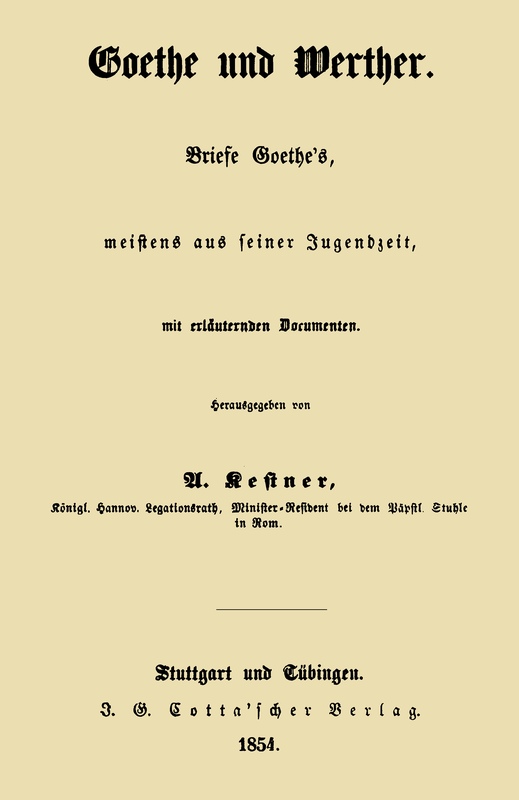 Goethe und Werther.
Briefe Goethe's,
meistens aus seiner Jugendzeit,
mit erläuternden Documenten.
Herausgegeben von
A. Kestner,
Königl. Hannov. Legationsrath, Minister-Resident bei dem Päpstl. Stuhle
in Rom.
Stuttgart und Tübingen.
J. G. Cotta'scher Verlag.
1854.